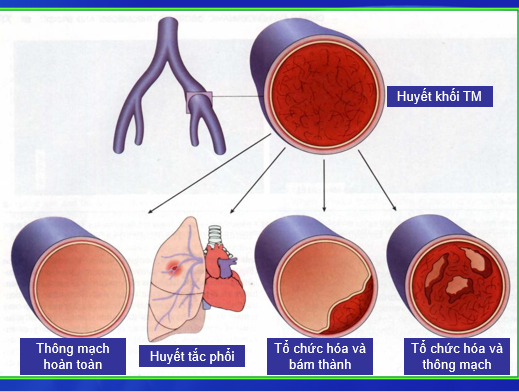 Huyết khối TM
Thông mạch
hoàn toàn
Huyết tắc phổi
Tổ chức hóa và
bám thành
Tổ chức hóa và
thông mạch